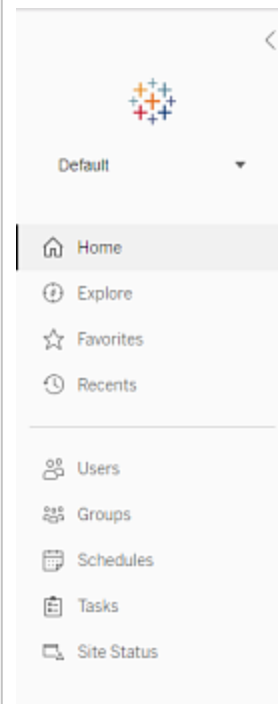 Default
Home
Explore
Favorites
Recents
Users
Groups
Schedules
Tasks
Site Status